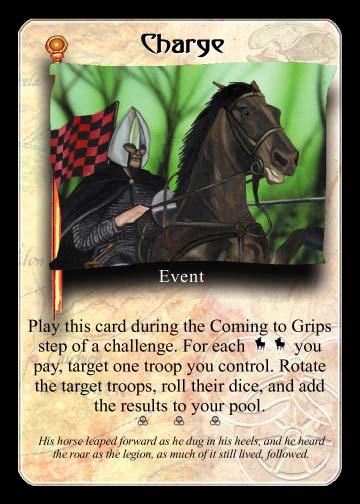 Charge
Event
Play this card during the Coming to Grips
step of a challenge. For each you
pay, target one troop you control. Rotate
the target troops, roll their dice, and add
the results to your pool.
His horse leaped forward as he dug in his heels, and he heard
the roar as the legion, as much of it still lived, followed.